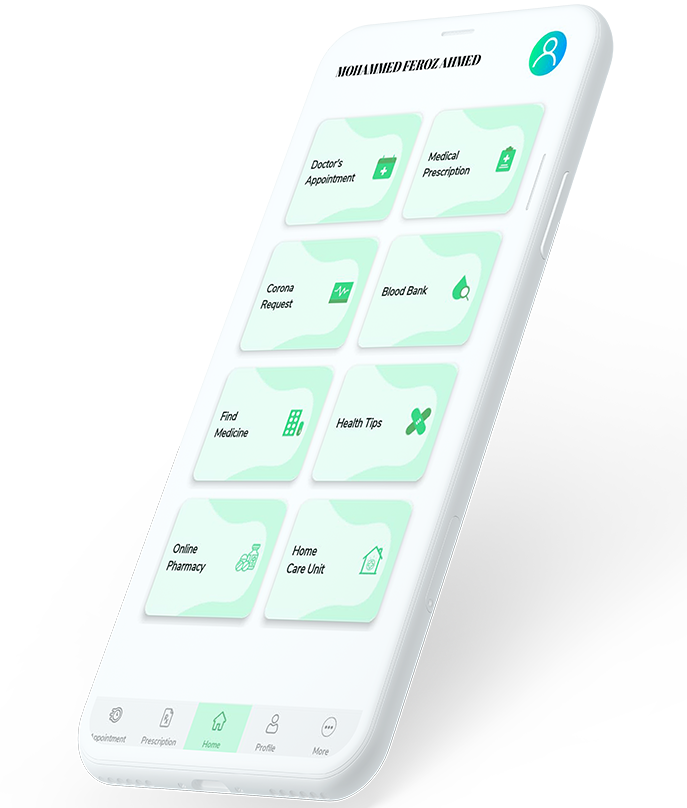 MOHAMMED FEROZ AHMED
Doctor's
Appointment
Medical
Prescription
Corona
Request
Blood Bank
Find
Medicine
Health Tips
Online
Pharmacy
Home
Care Unit
Appointment
Prescription
Home
Profile
More